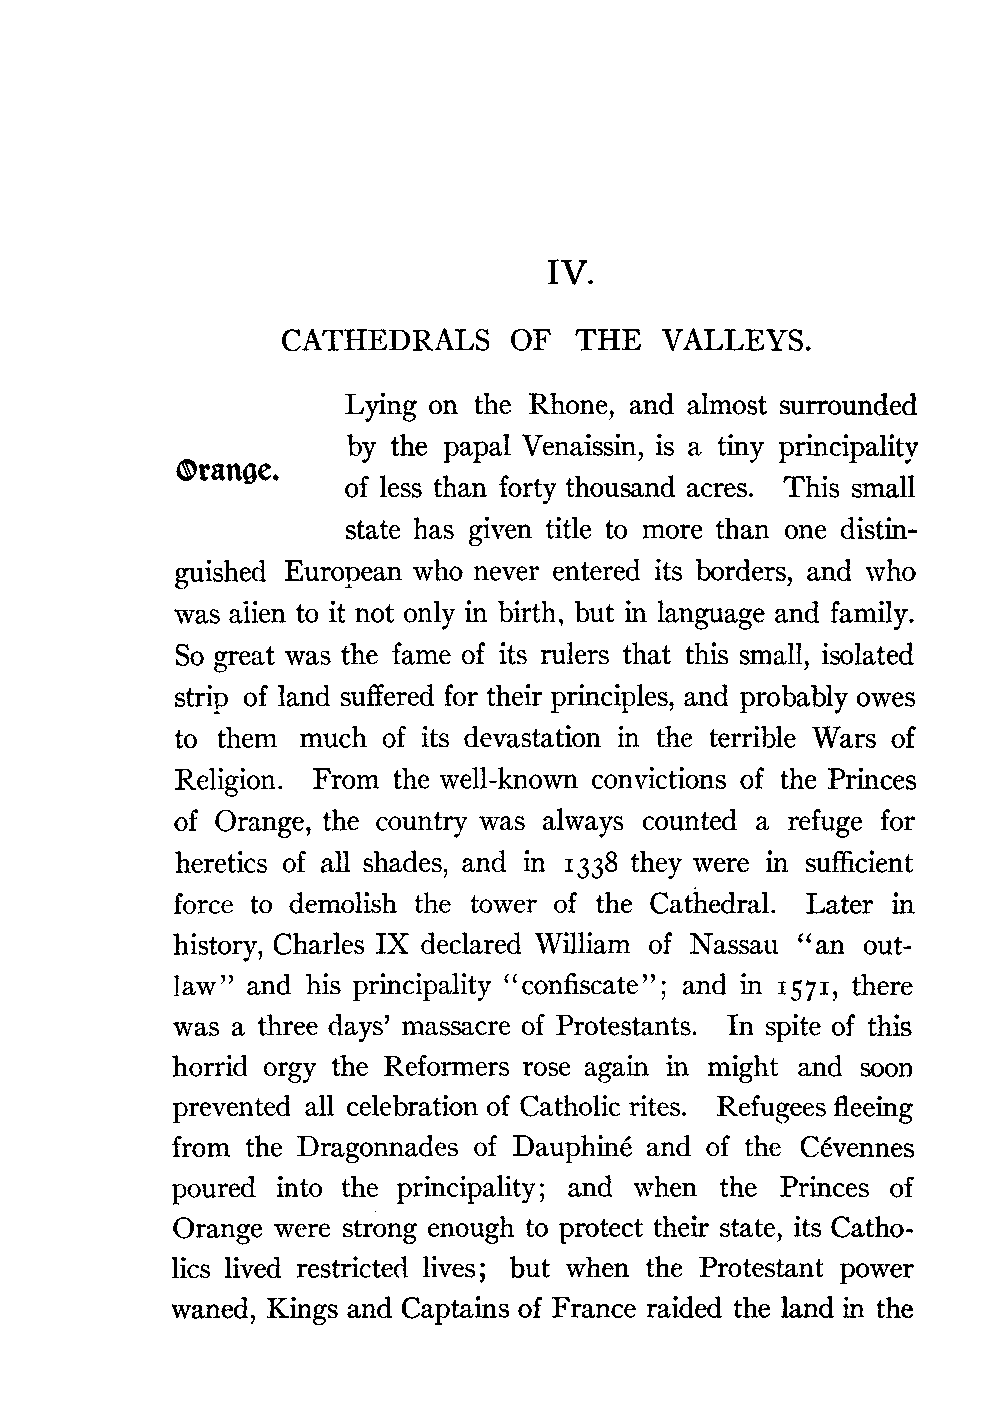 IV.
CATHEDRALS OF THE VALLEYS.
Orange.
Lying on the Rhone, and almost surrounded
by the papal Venaissin, is a tiny principality
of less than forty thousand acres. This small
state has given title to more than one distin-
guished European who never entered its borders, and who
was alien to it not only in birth, but in language and family.
So great was the fame of its rulers that this small, isolated
strip of land suffered for their principles, and probably owes
to them much of its devastation in the terrible Wars of
Religion. From the well-known convictions of the Princes
of Orange, the country was always counted a refuge for
heretics of all shades, and in 1338 they were in sufficient
force to demolish the tower of the Cathedral. Later in
history, Charles IX declared William of Nassau “an out-
law” and his principality “confiscate”; and in 1571, there
was a three days’ massacre of Protestants. In spite of this
horrid orgy the Reformers rose again in might and soon
prevented all celebration of Catholic rites. Refugees fleeing
from the Dragonnades of Dauphiné and of the Cévennes
poured into the principality; and when the Princes of
Orange were strong enough to protect their state, its Catho-
lics lived restricted lives; but when the Protestant power
waned, Kings and Captains of France raided the land in the